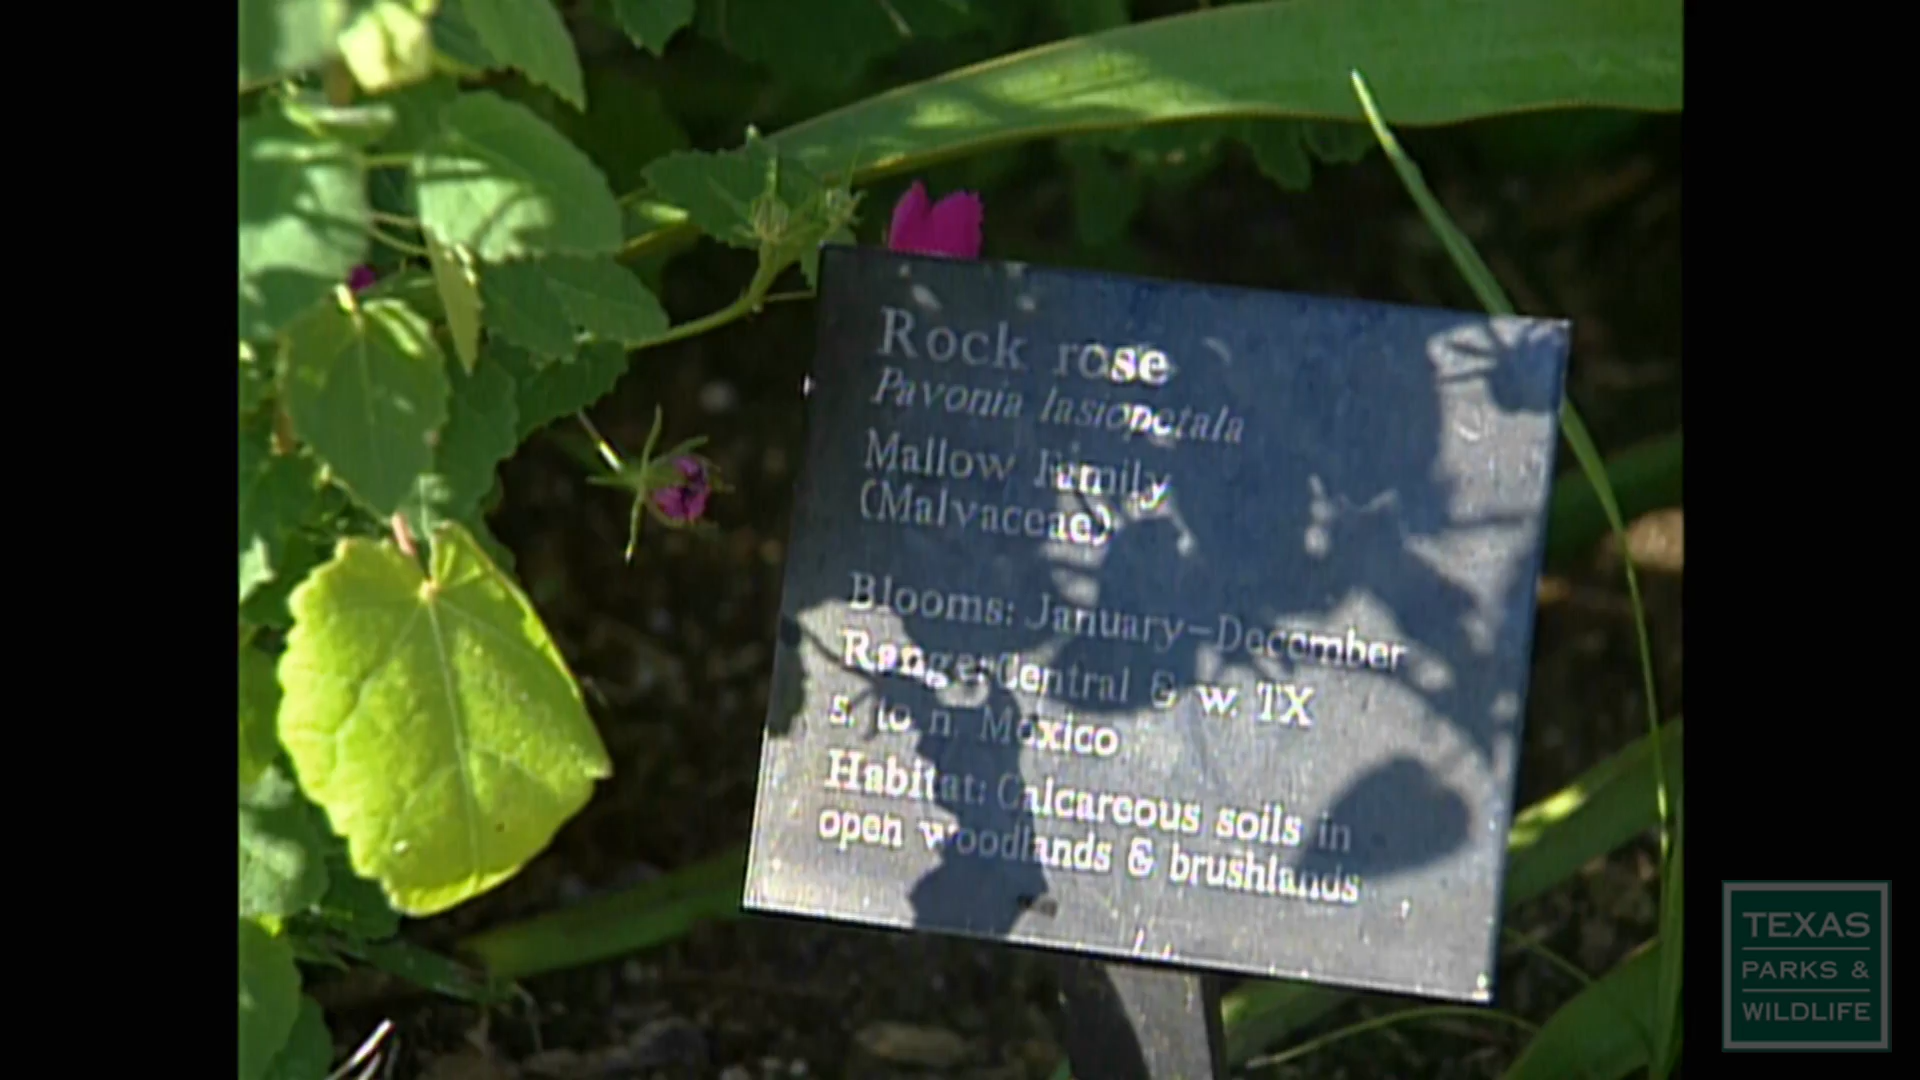 Rock rose
Pavonia lasiopetala
Mallow Family
(Malvaceae)
Blooms: January-December
Range: Central & w. TX
s. to n. Mexico
Habitat: Calcareous soils in
open woodlands & brushlands
TEXAS
PARKS &
WILDLIFE